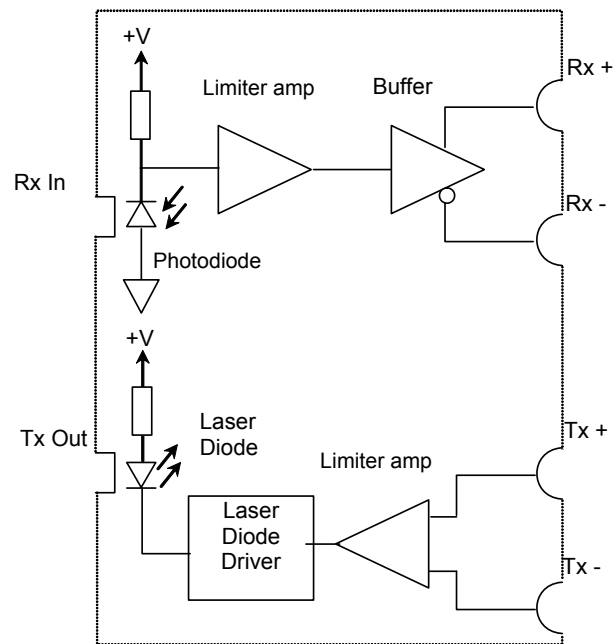 +V
Limiter amp
Buffer
Rx +
Rx In
Rx -
Photodiode
+V
Tx Out
Laser
Diode
Limiter amp
Tx +
Laser
Diode
Driver
Tx -